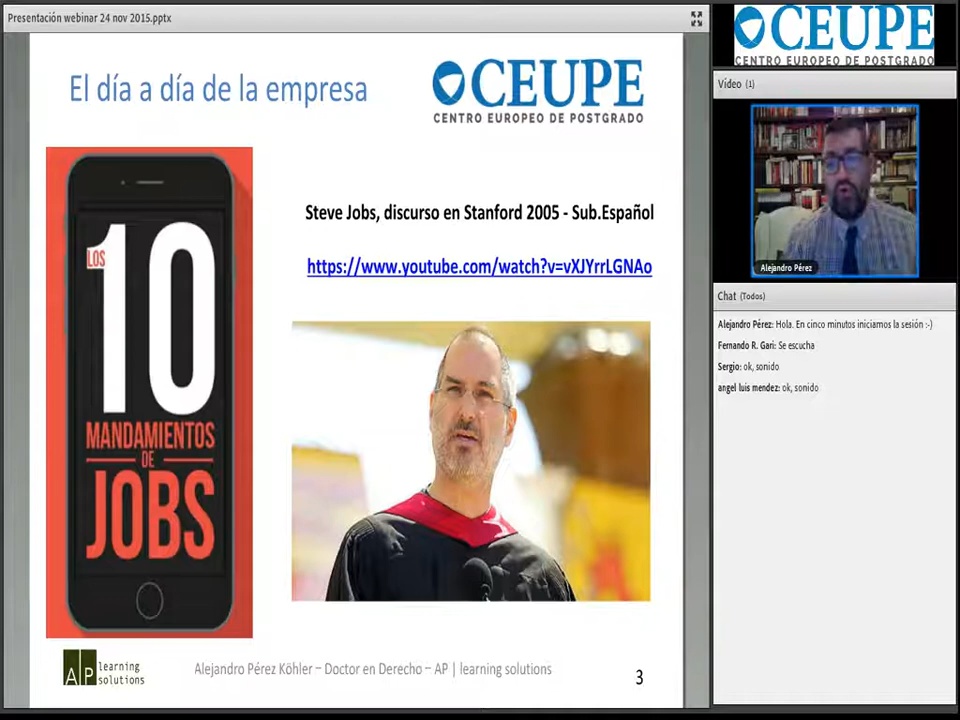 Presentación webinar 24 nov 2015.pptx
El día a día de la empresa
CEUPE
CENTRO EUROPEO DE POSTGRADO
LOS
10
MANDAMIENTOS
DE
JOBS
Steve Jobs, discurso en Stanford 2005 - Sub.Español
https://www.youtube.com/watch?v=vXJYrrLGNAo
AP learning
solutions
Alejandro Pérez Köhler – Doctor en Derecho – AP | learning solutions
3
CEUPE
CENTRO EUROPEO DE POSTGRADO
Vídeo (1)
Alejandro Pérez
Chat (Todos)
Alejandro Pérez: Hola. En cinco minutos iniciamos la sesión :-)
Fernando R. Gari: Se escucha
Sergio: ok, sonido
angel luis mendez: ok, sonido